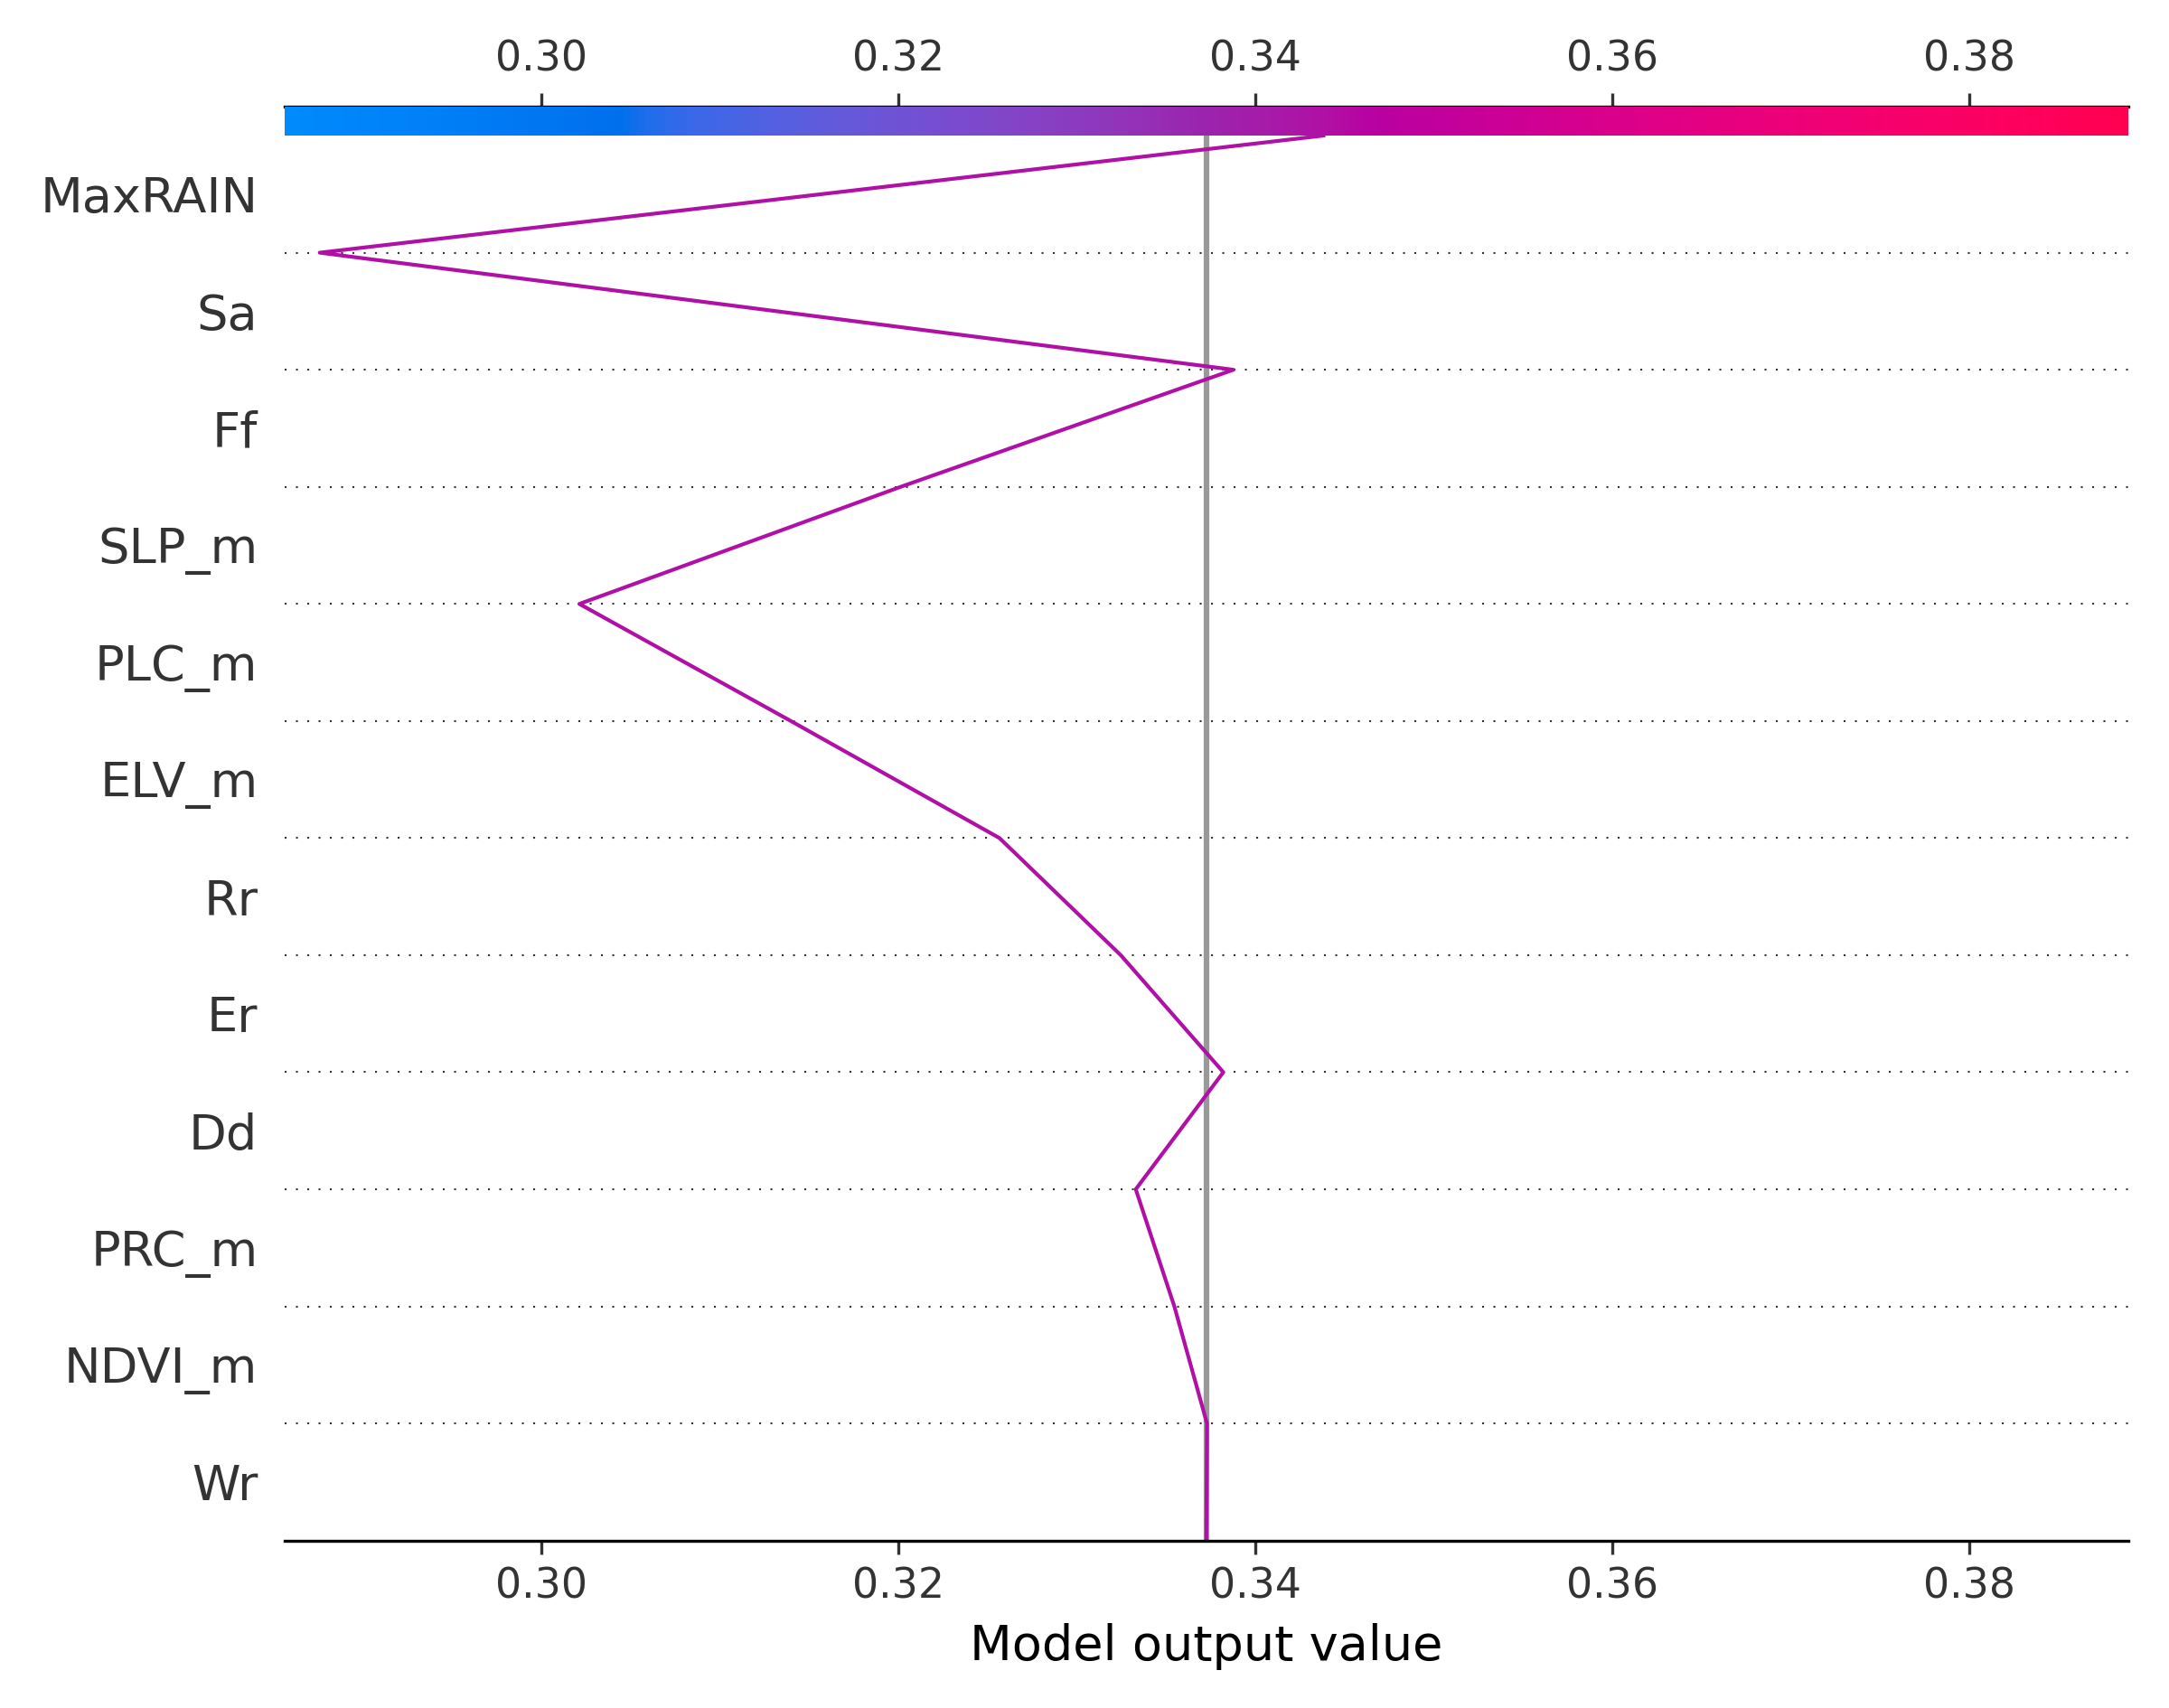 0.30 0.32 0.34 0.36 0.38
MaxRAIN
Sa
Ff
SLP_m
PLC_m
ELV_m
Rr
Er
Dd
PRC_m
NDVI_m
Wr
0.30 0.32 0.34 0.36 0.38
Model output value